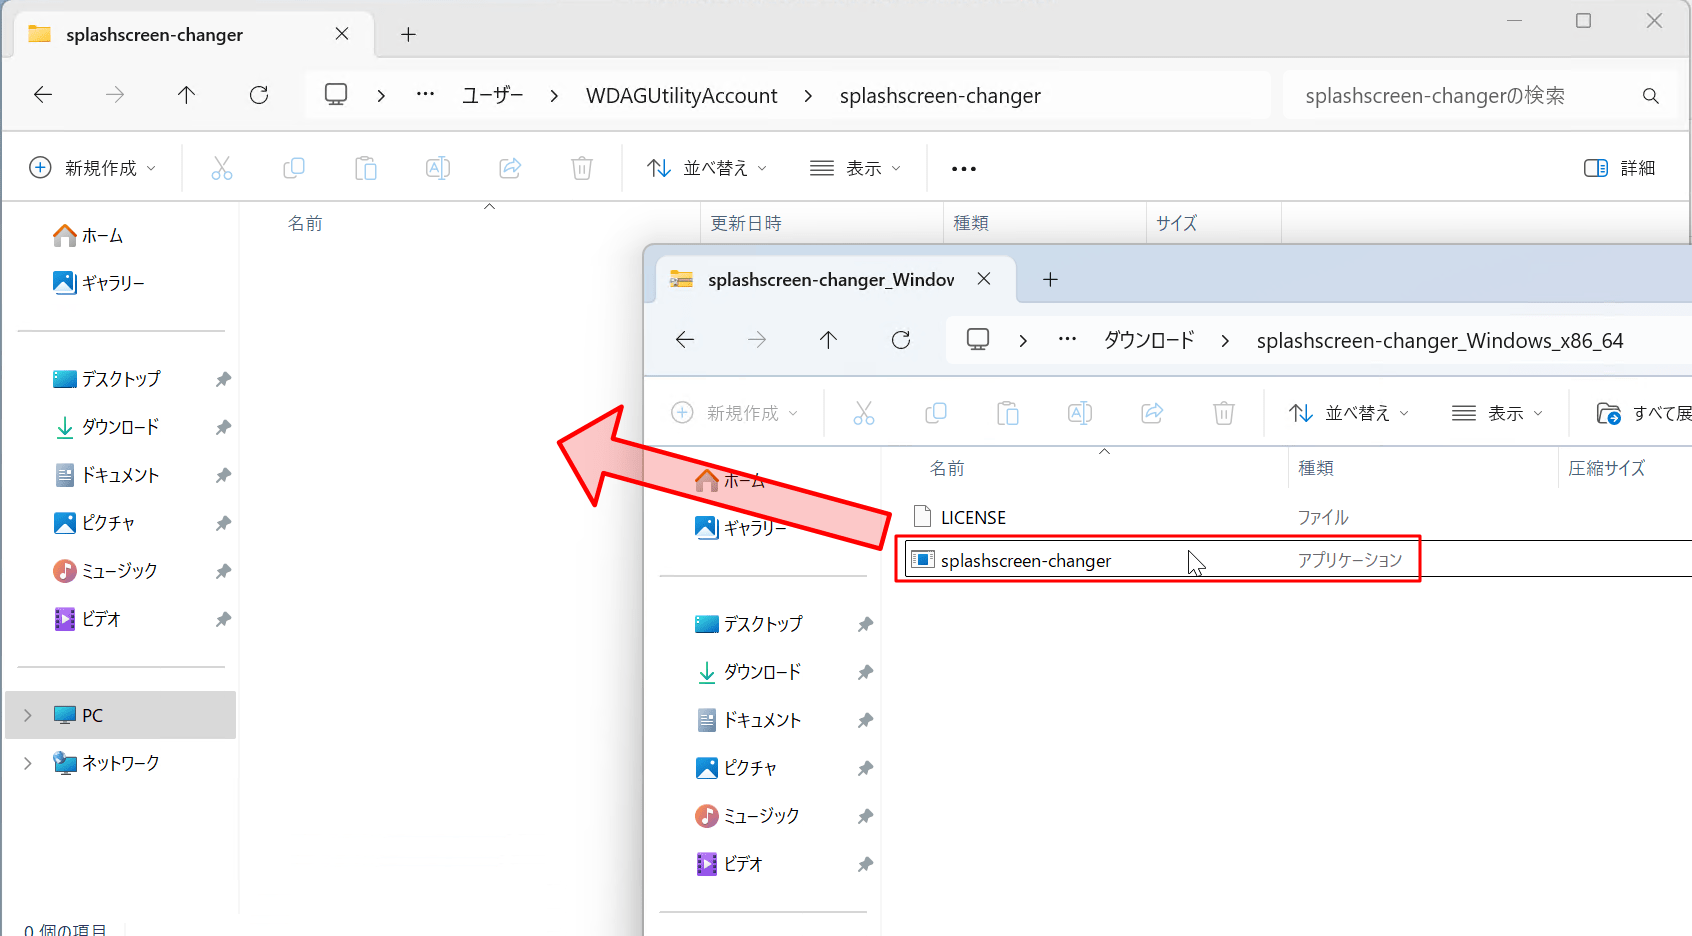 splashscreen-changer
ユーザー WDAGUtilityAccount splashscreen-changer
splashscreen-changerの検索
新規作成 並べ替え 表示 詳細
名前 更新日時 種類 サイズ
ホーム
ギャラリー
デスクトップ
ダウンロード
ドキュメント
ピクチャ
ミュージック
ビデオ
PC
ネットワーク
0 個の項目
splashscreen-changer_Window
ダウンロード splashscreen-changer_Windows_x86_64
新規作成 並べ替え 表示 すべて展
名前 種類 圧縮サイズ
ホーム
ギャラリー
デスクトップ
ダウンロード
ドキュメント
ピクチャ
ミュージック
ビデオ
LICENSE ファイル
splashscreen-changer アプリケーション